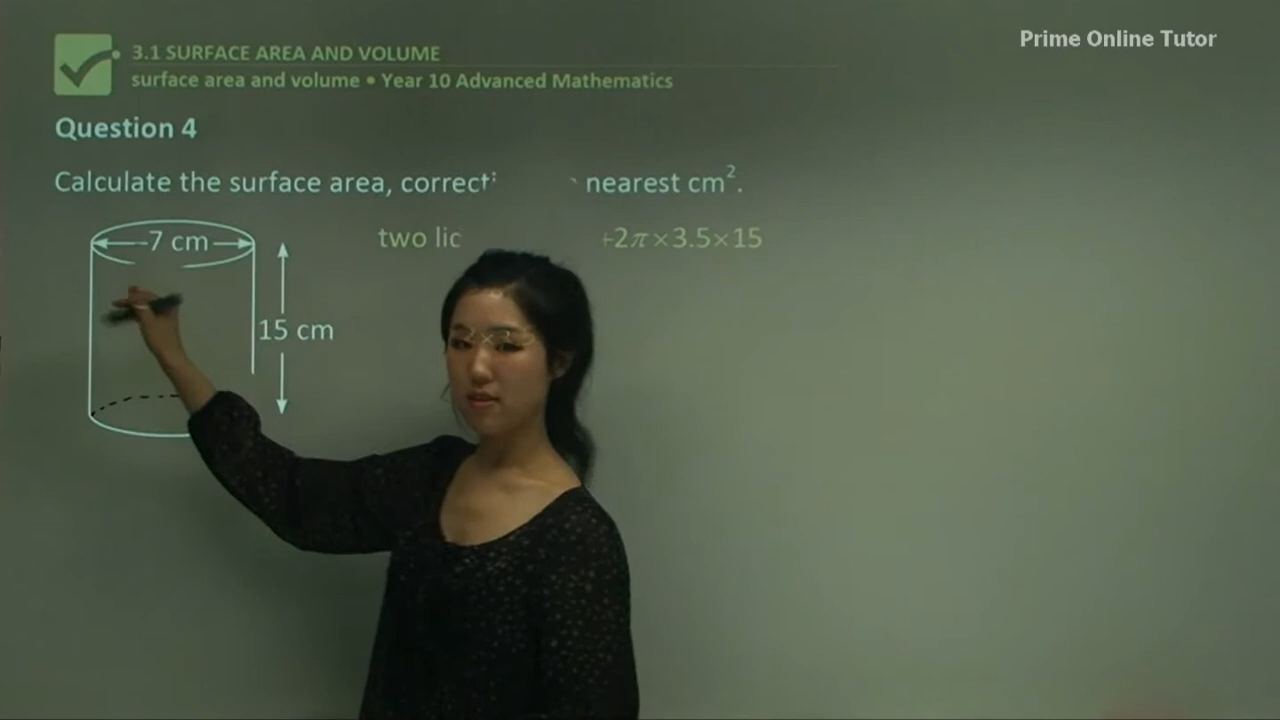 Prime Online Tutor
3.1 SURFACE AREA AND VOLUME
surface area and volume • Year 10 Advanced Mathematics
Question 4
Calculate the surface area, correct nearest cm².
7 cm
two +2π×3.5×15
15 cm